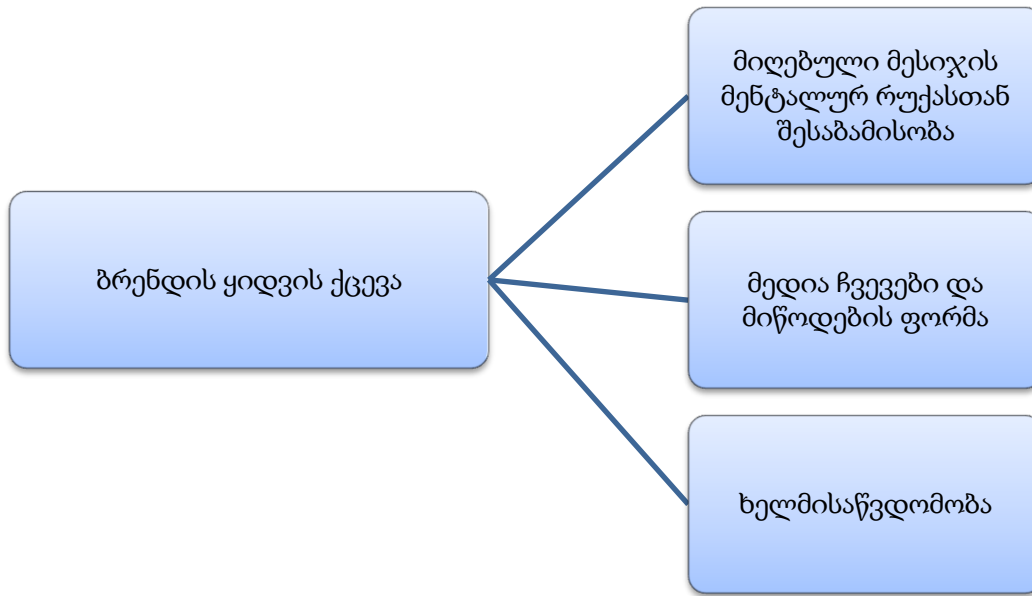 მიღებული მესიჯის
მენტალურ რუქასთან
შესაბამისობა
ბრენდის ყიდვის ქცევა
მედია ჩვევები და
მიწოდების ფორმა
ხელმისაწვდომობა